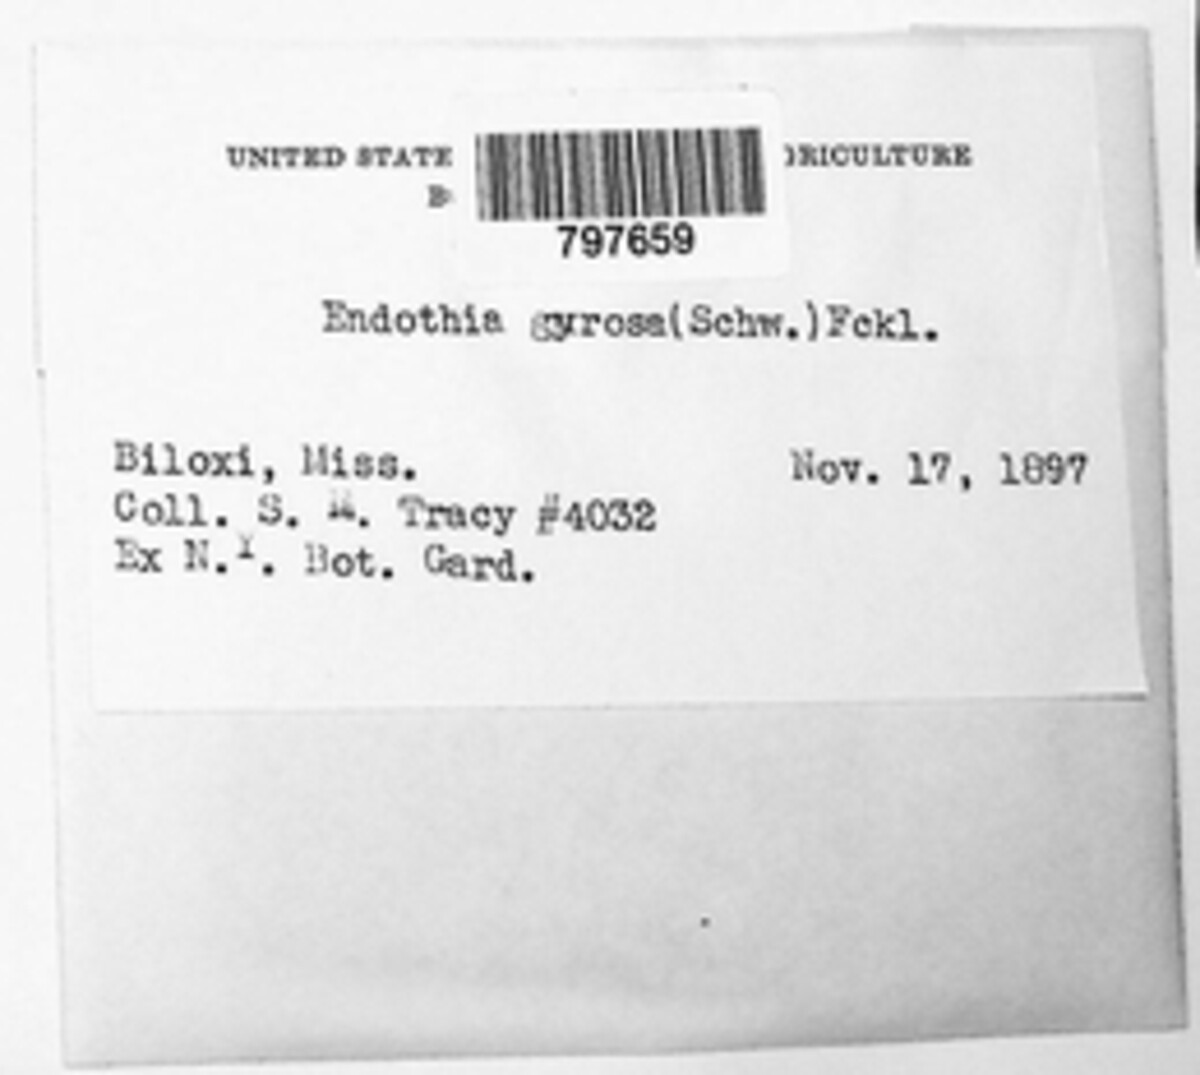 UNITED STATE RICULTURE
B
797659
Endothia gyrosa(Schw.)Fckl.
Biloxi, Miss. Nov. 17, 1897
Coll. S. M. Tracy #4032
Ex N.Y. Bot. Gard.